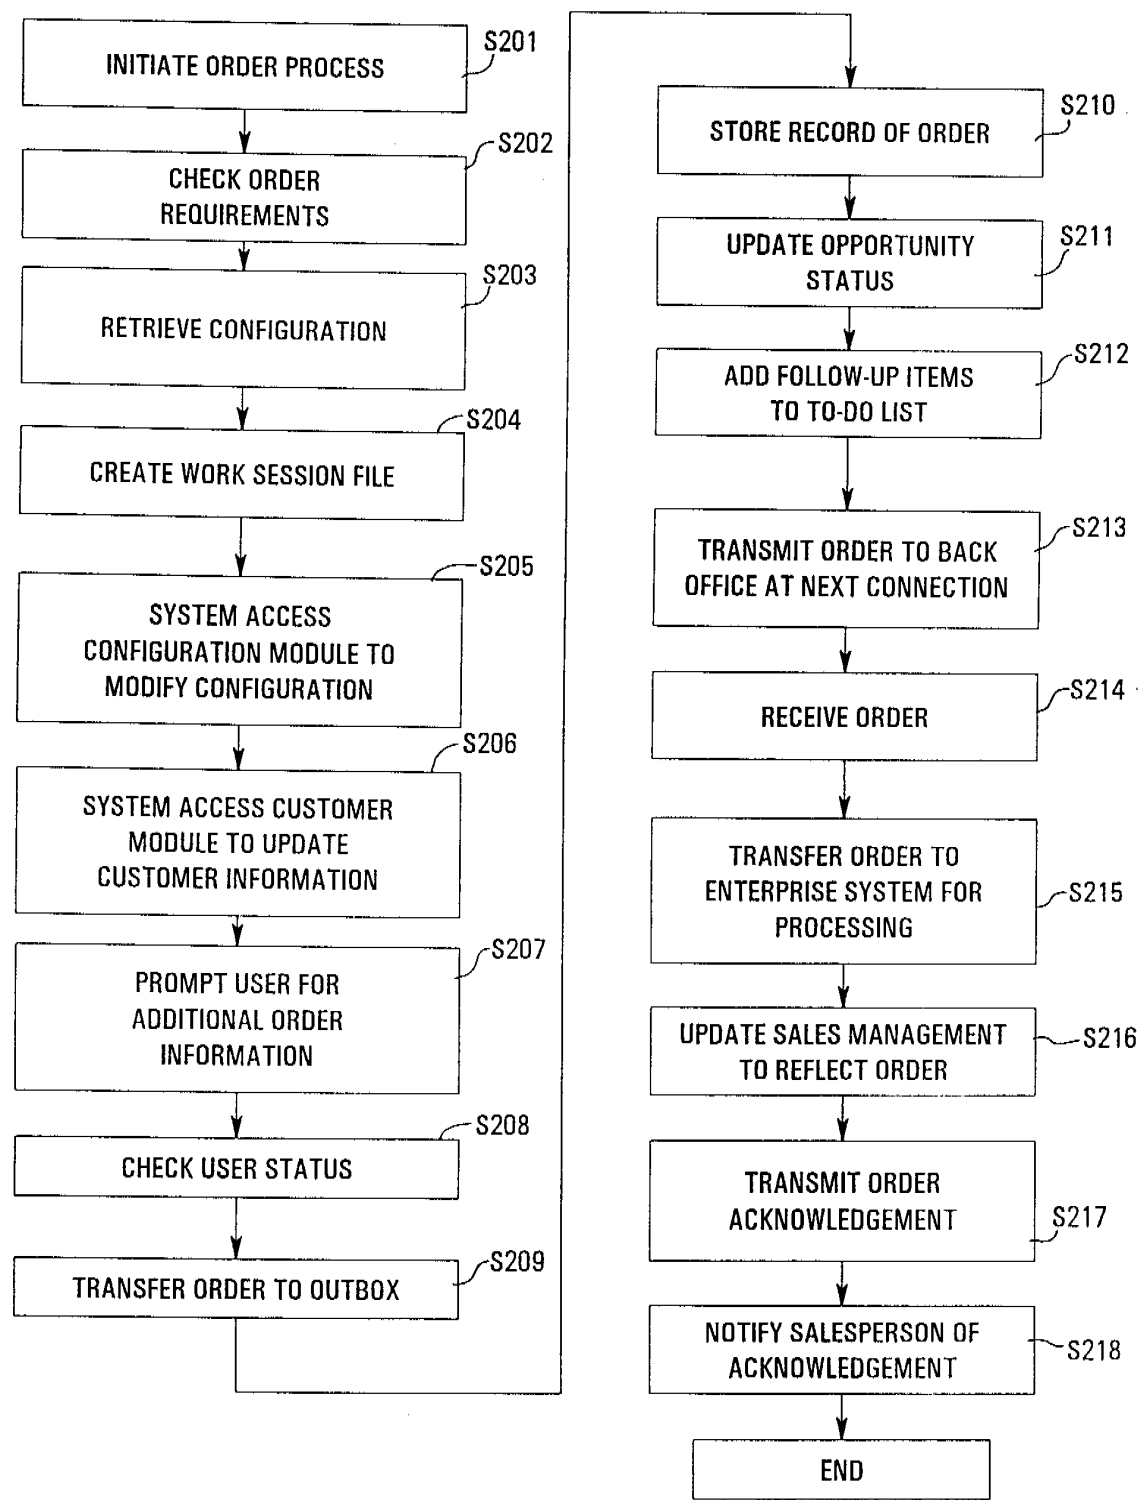 INITIATE ORDER PROCESS
S201
CHECK ORDER
REQUIREMENTS
S202
RETRIEVE CONFIGURATION
S203
CREATE WORK SESSION FILE
S204
SYSTEM ACCESS
CONFIGURATION MODULE TO
MODIFY CONFIGURATION
S205
SYSTEM ACCESS CUSTOMER
MODULE TO UPDATE
CUSTOMER INFORMATION
S206
PROMPT USER FOR
ADDITIONAL ORDER
INFORMATION
S207
CHECK USER STATUS
S208
TRANSFER ORDER TO OUTBOX
S209
STORE RECORD OF ORDER
S210
UPDATE OPPORTUNITY
STATUS
S211
ADD FOLLOW-UP ITEMS
TO TO-DO LIST
S212
TRANSMIT ORDER TO BACK
OFFICE AT NEXT CONNECTION
S213
RECEIVE ORDER
S214
TRANSFER ORDER TO
ENTERPRISE SYSTEM FOR
PROCESSING
S215
UPDATE SALES MANAGEMENT
TO REFLECT ORDER
S216
TRANSMIT ORDER
ACKNOWLEDGEMENT
S217
NOTIFY SALESPERSON OF
ACKNOWLEDGEMENT
S218
END